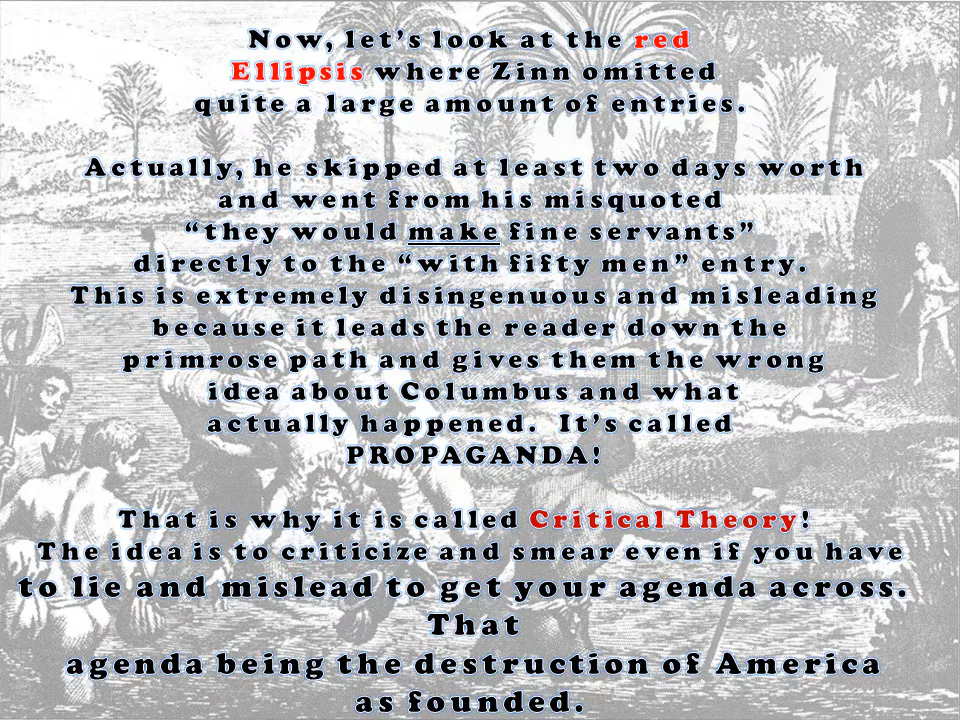 Now, let’s look at the red
Ellipsis where Zinn omitted
quite a large amount of entries.
Actually, he skipped at least two days worth
and went from his misquoted
“they would make fine servants”
directly to the “with fifty men” entry.
This is extremely disingenuous and misleading
because it leads the reader down the
primrose path and gives them the wrong
idea about Columbus and what
actually happened. It’s called
PROPAGANDA!
That is why it is called Critical Theory!
The idea is to criticize and smear even if you have
to lie and mislead to get your agenda across.
That
agenda being the destruction of America
as founded.